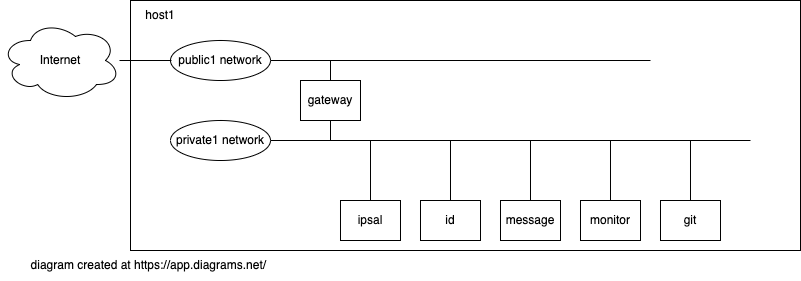 host1
Internet
public1 network
gateway
private1 network
ipsal
id
message
monitor
git
diagram created at https://app.diagrams.net/